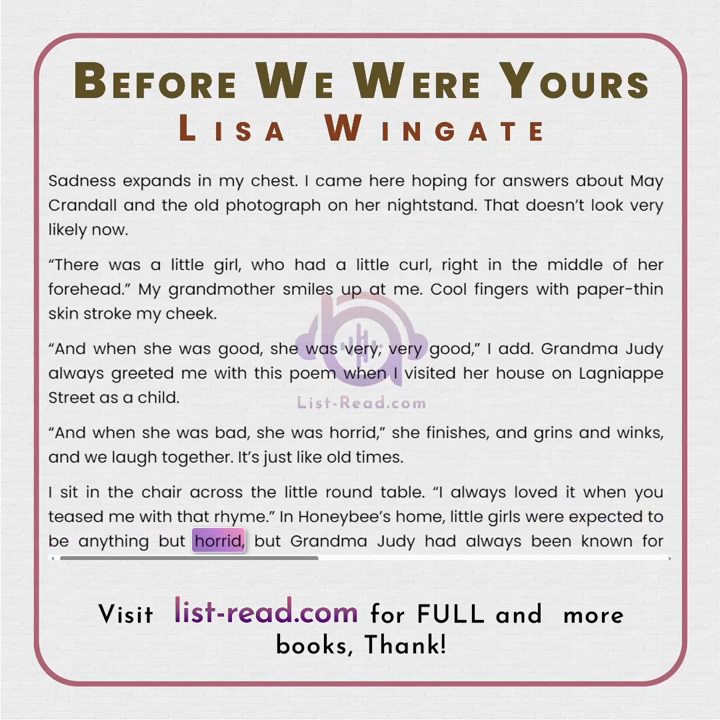 BEFORE WE WERE YOURS
LISA WINGATE
Sadness expands in my chest. I came here hoping for answers about May
Crandall and the old photograph on her nightstand. That doesn’t look very
likely now.
“There was a little girl, who had a little curl, right in the middle of her
forehead.” My grandmother smiles up at me. Cool fingers with paper-thin
skin stroke my cheek.
“And when she was good, she was very, very good,” I add. Grandma Judy
always greeted me with this poem when I visited her house on Lagniappe
Street as a child.
List-Read.com
“And when she was bad, she was horrid,” she finishes, and grins and winks,
and we laugh together. It’s just like old times.
I sit in the chair across the little round table. “I always loved it when you
teased me with that rhyme.” In Honeybee’s home, little girls were expected to
be anything but horrid, but Grandma Judy had always been known for
Visit list-read.com for FULL and more
books, Thank!